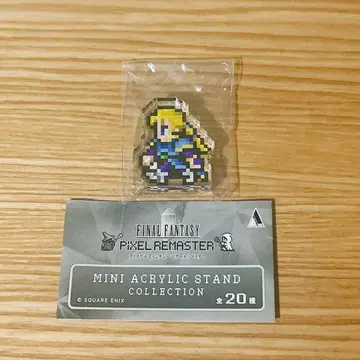 FINAL FANTASY
PIXEL REMASTER
MINI ACRYLIC STAND
COLLECTION
© SQUARE ENIX
全20種